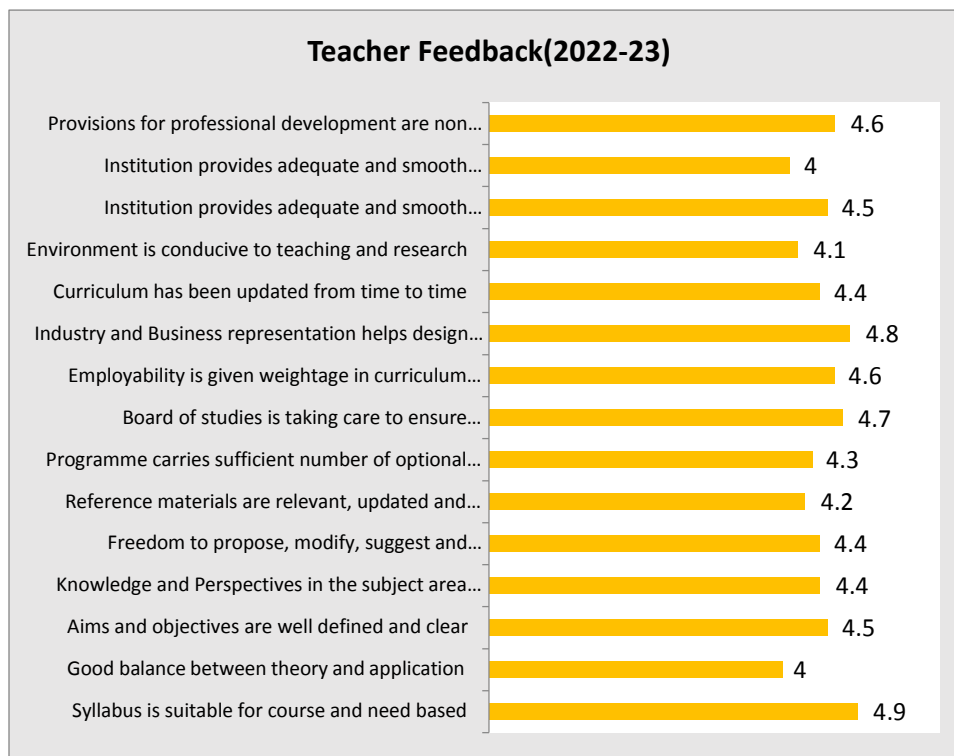 Teacher Feedback(2022-23)
Provisions for professional development are non... 4.6
Institution provides adequate and smooth... 4
Institution provides adequate and smooth... 4.5
Environment is conducive to teaching and research 4.1
Curriculum has been updated from time to time 4.4
Industry and Business representation helps design... 4.8
Employability is given weightage in curriculum... 4.6
Board of studies is taking care to ensure... 4.7
Programme carries sufficient number of optional... 4.3
Reference materials are relevant, updated and... 4.2
Freedom to propose, modify, suggest and... 4.4
Knowledge and Perspectives in the subject area... 4.4
Aims and objectives are well defined and clear 4.5
Good balance between theory and application 4
Syllabus is suitable for course and need based 4.9